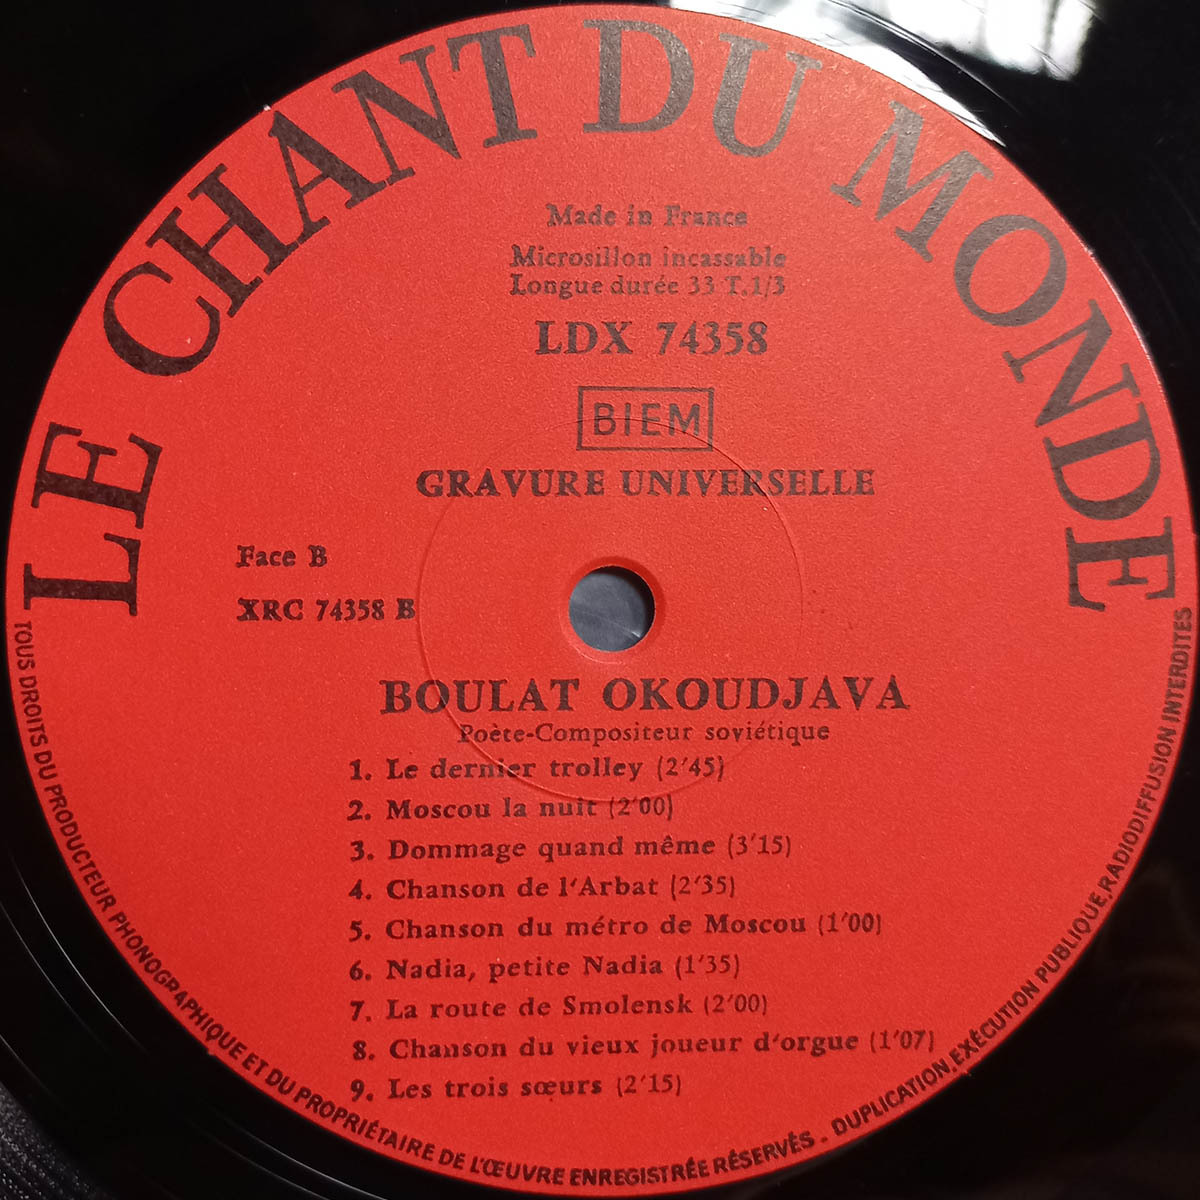 LE CHANT DU MONDE
Made in France
Microsillon incassable
Longue durée 33 T.1/3
LDX 74358
BIEM
GRAVURE UNIVERSELLE
Face B
XRC 74358 B
BOULAT OKOUDJAVA
Poète-Compositeur soviétique
1. Le dernier trolley (2'45)
2. Moscou la nuit (2'00)
3. Dommage quand même (3'15)
4. Chanson de l'Arbat (2'35)
5. Chanson du métro de Moscou (1'00)
6. Nadia, petite Nadia (1'35)
7. La route de Smolensk (2'00)
8. Chanson du vieux joueur d'orgue (1'07)
9. Les trois sœurs (2'15)
TOUS DROITS DU PRODUCTEUR PHONOGRAPHIQUE ET DU PROPRIÉTAIRE DE L'ŒUVRE ENREGISTRÉE RÉSERVÉS - DUPLICATION, EXÉCUTION PUBLIQUE, RADIODIFFUSION INTERDITES